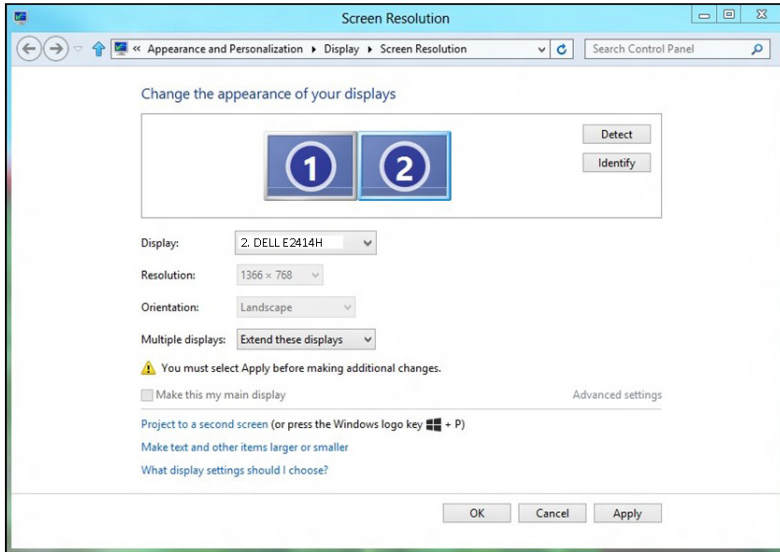 Screen Resolution
« Appearance and Personalization ▸ Display ▸ Screen Resolution
Search Control Panel
Change the appearance of your displays
1 2
Detect
Identify
Display: 2. DELL E2414H
Resolution: 1366 × 768
Orientation: Landscape
Multiple displays: Extend these displays
You must select Apply before making additional changes.
Make this my main display Advanced settings
Project to a second screen (or press the Windows logo key + P)
Make text and other items larger or smaller
What display settings should I choose?
OK Cancel Apply